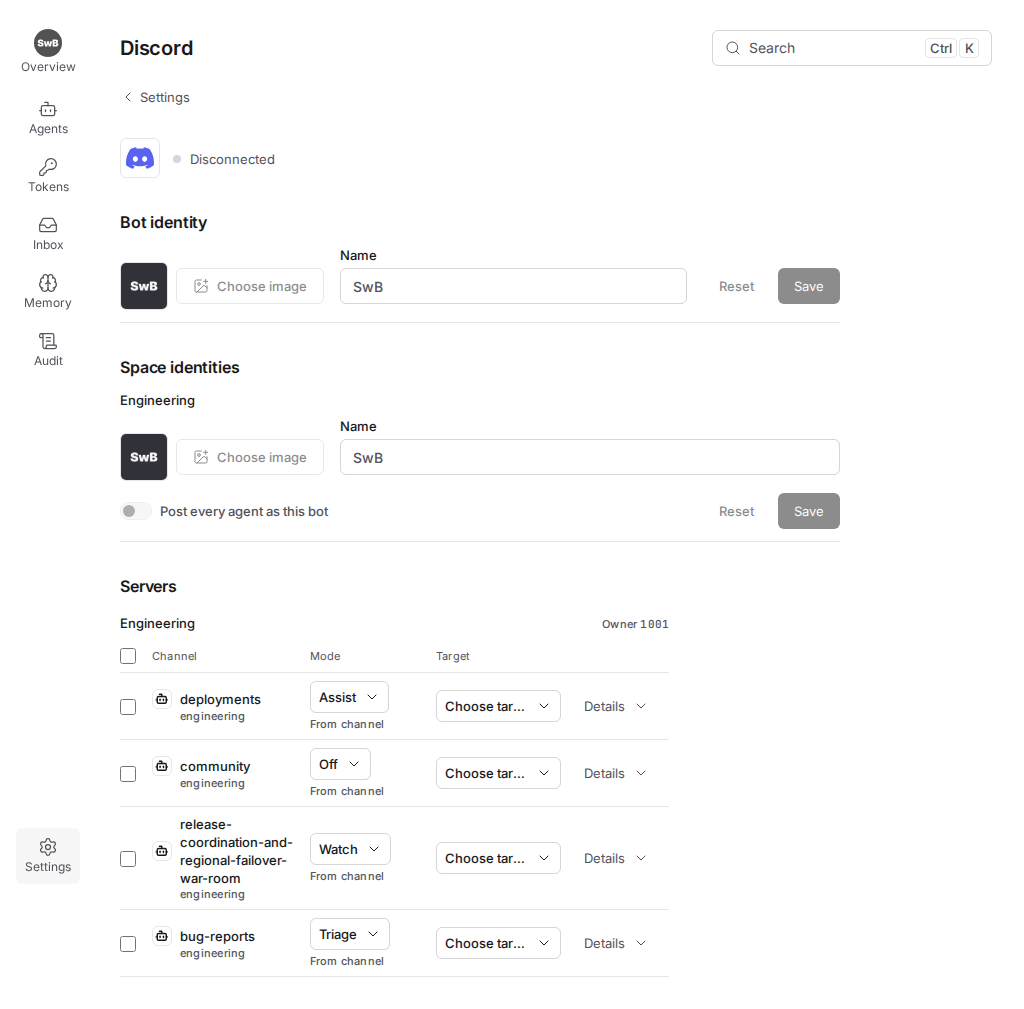 SwB
Overview
Agents
Tokens
Inbox
Memory
Audit
Settings
Discord
Search
Ctrl K
Settings
Disconnected
Bot identity
Name
SwB
Choose image
SwB
Reset
Save
Space identities
Engineering
Name
SwB
Choose image
SwB
Post every agent as this bot
Reset
Save
Servers
Engineering
Owner 1001
Channel Mode Target
deployments
engineering
Assist
From channel
Choose tar...
Details
community
engineering
Off
From channel
Choose tar...
Details
release-
coordination-and-
regional-failover-
war-room
engineering
Watch
From channel
Choose tar...
Details
bug-reports
engineering
Triage
From channel
Choose tar...
Details